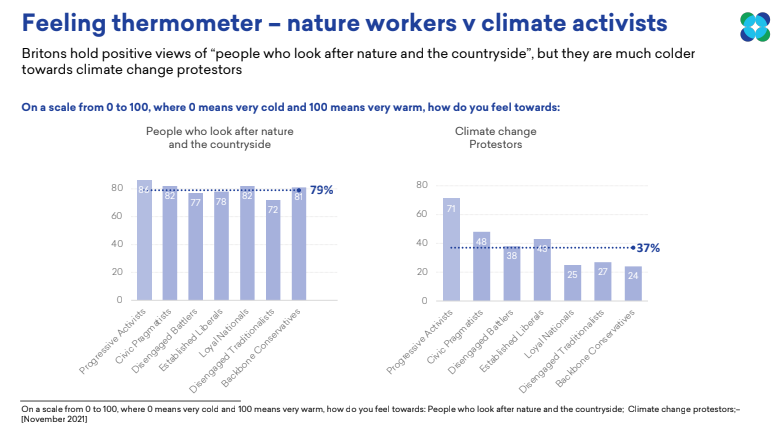 Feeling thermometer – nature workers v climate activists
Britons hold positive views of “people who look after nature and the countryside”, but they are much colder
towards climate change protestors
On a scale from 0 to 100, where 0 means very cold and 100 means very warm, how do you feel towards:
People who look after nature
and the countryside
80
60
40
20
0
86
82
77
78
82
72
81
79%
Progressive Activists
Civic Pragmatists
Disengaged Battlers
Established Liberals
Loyal Nationals
Disengaged Traditionalists
Backbone Conservatives
Climate change
Protestors
80
60
40
20
0
71
48
38
43
25
27
24
37%
Progressive Activists
Civic Pragmatists
Disengaged Battlers
Established Liberals
Loyal Nationals
Disengaged Traditionalists
Backbone Conservatives
On a scale from 0 to 100, where 0 means very cold and 100 means very warm, how do you feel towards: People who look after nature and the countryside; Climate change protestors;–
[November 2021]